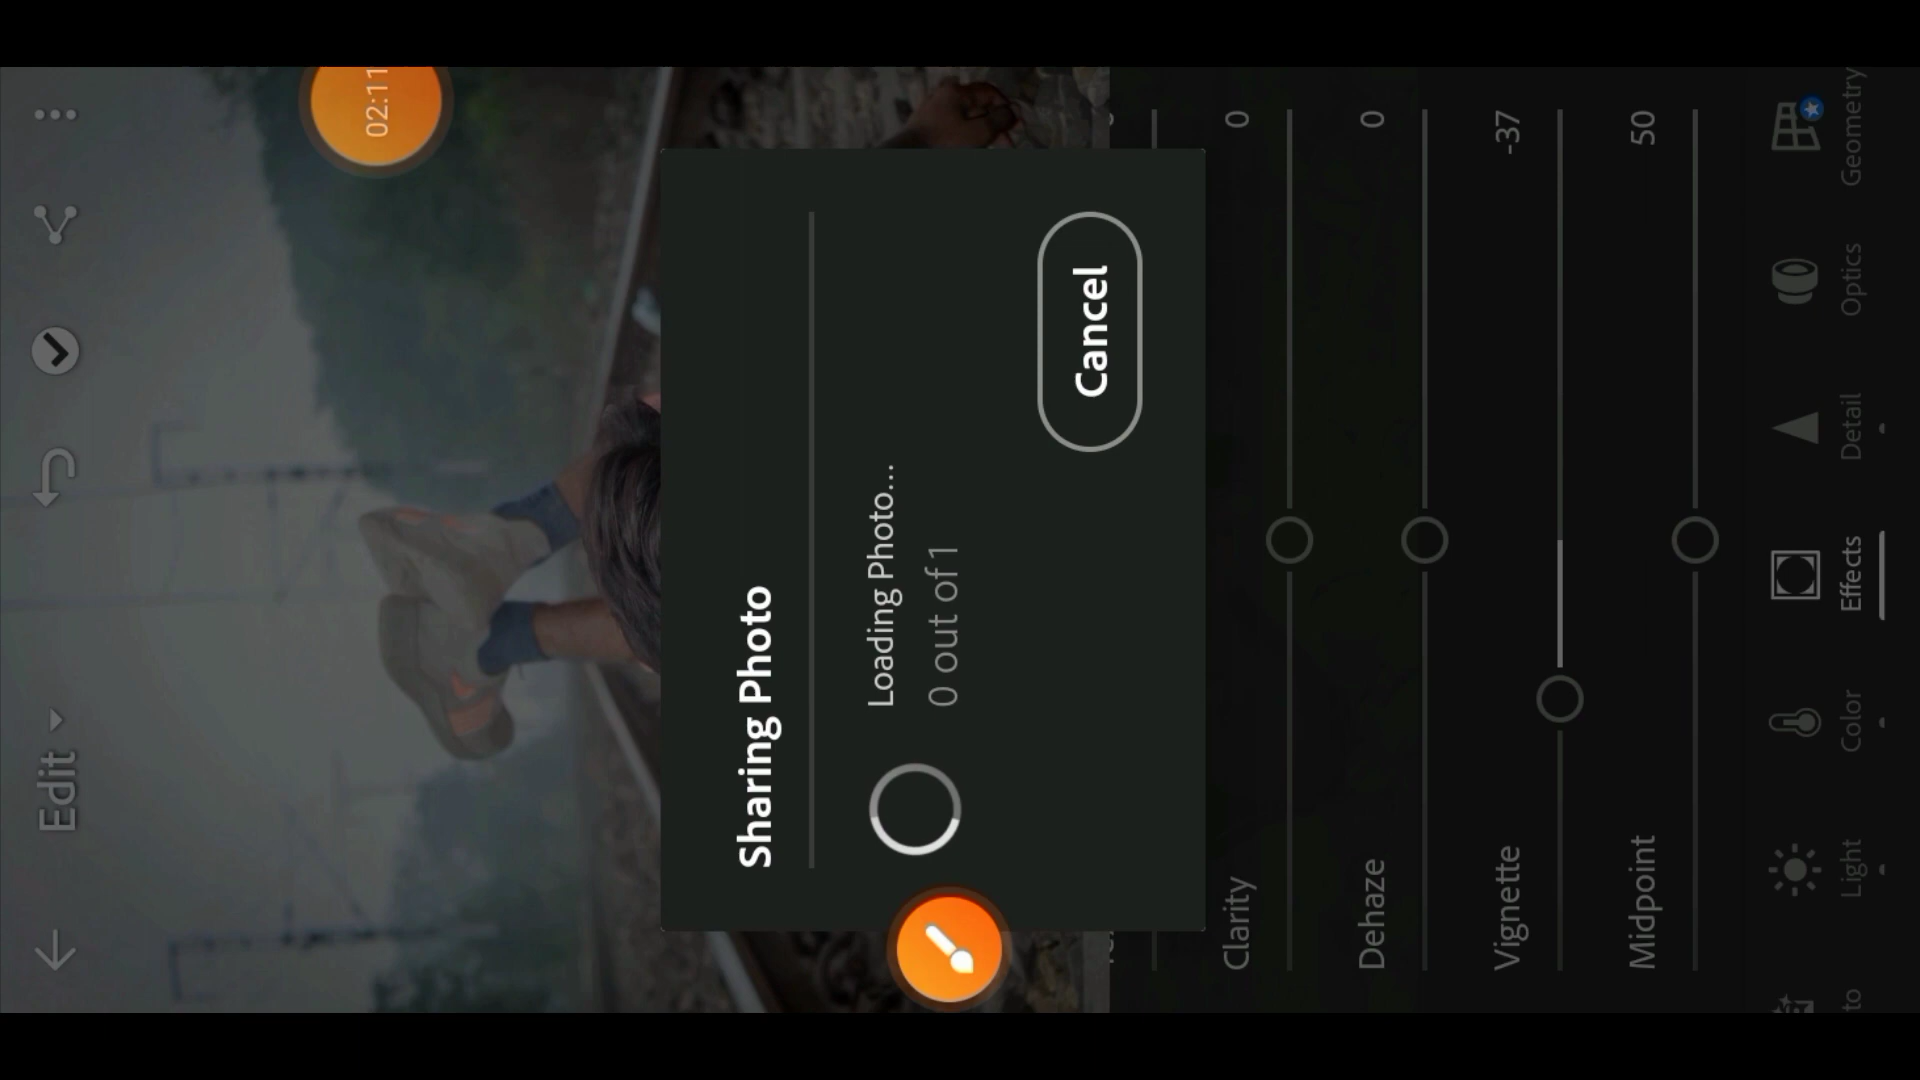 Edit
02:11
Sharing Photo
Loading Photo...
0 out of 1
Cancel
Clarity 0
Dehaze 0
Vignette -37
Midpoint 50
Light
Color
Effects
Detail
Optics
Geometry